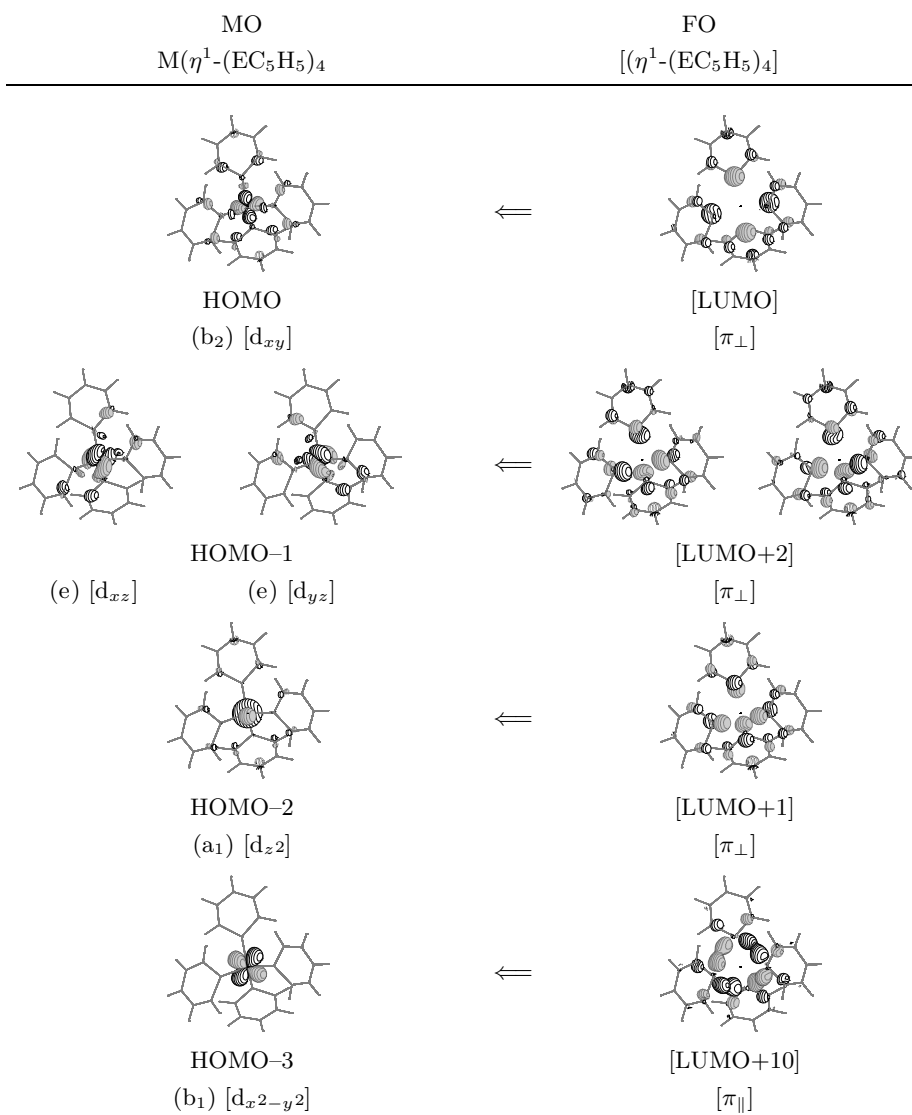 MO FO
M(η¹-(EC₅H₅)₄ [(η¹-(EC₅H₅)₄]
⇐
HOMO [LUMO]
(b₂) [dₓᵧ] [π⊥]
⇐
HOMO–1 [LUMO+2]
(e) [d_xz] (e) [d_yz] [π⊥]
⇐
HOMO–2 [LUMO+1]
(a₁) [d_z²] [π⊥]
⇐
HOMO–3 [LUMO+10]
(b₁) [d_x²−y²] [π∥]